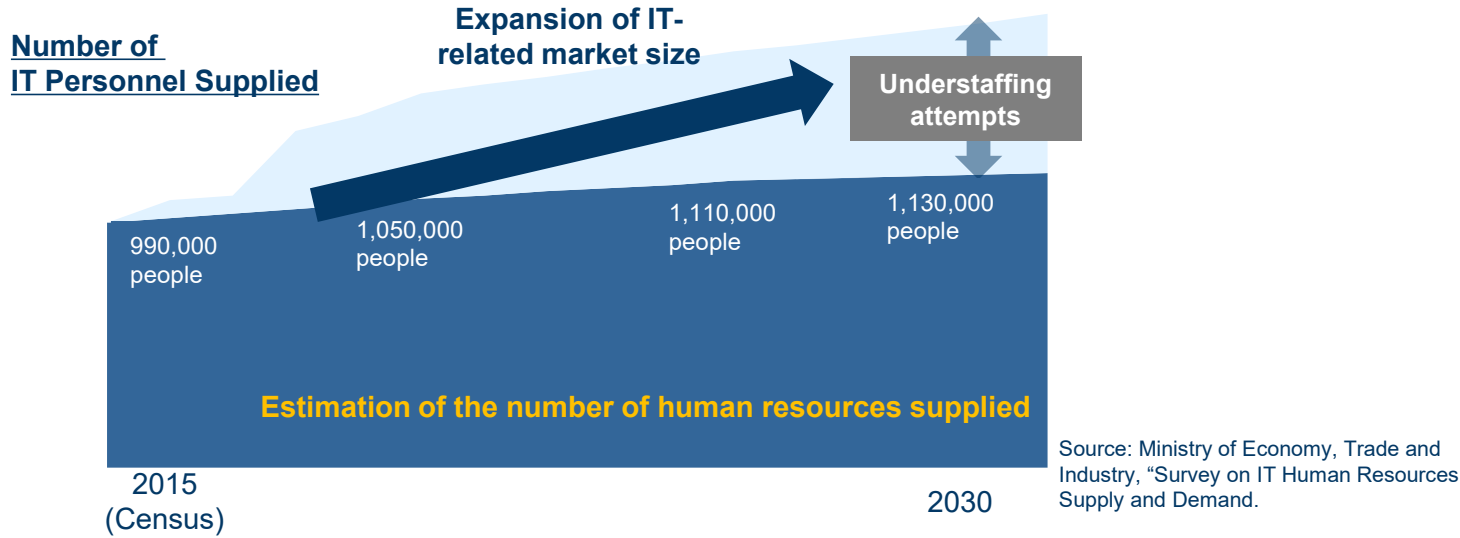 Number of
IT Personnel Supplied
Expansion of IT-
related market size
Understaffing
attempts
990,000
people
1,050,000
people
1,110,000
people
1,130,000
people
Estimation of the number of human resources supplied
2015
(Census)
2030
Source: Ministry of Economy, Trade and
Industry, “Survey on IT Human Resources
Supply and Demand.